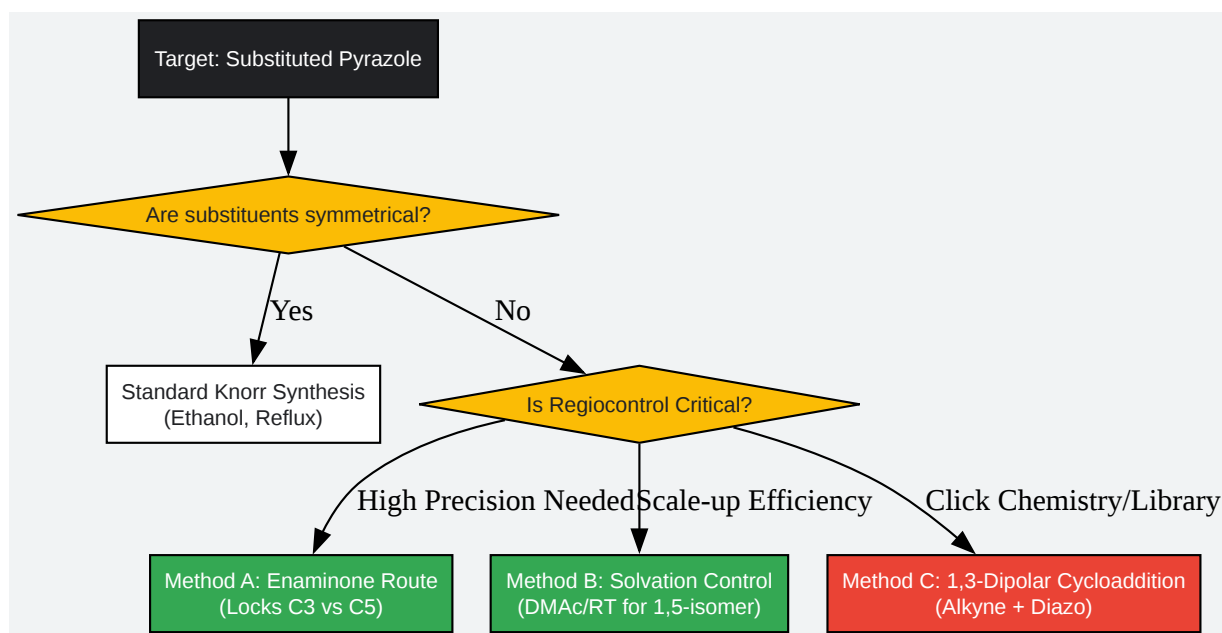 Target: Substituted Pyrazole
Are substituents symmetrical?
Yes
No
Standard Knorr Synthesis
(Ethanol, Reflux)
Is Regiocontrol Critical?
High Precision Needed
Scale-up Efficiency
Click Chemistry/Library
Method A: Enaminone Route
(Locks C3 vs C5)
Method B: Solvation Control
(DMAc/RT for 1,5-isomer)
Method C: 1,3-Dipolar Cycloaddition
(Alkyne + Diazo)